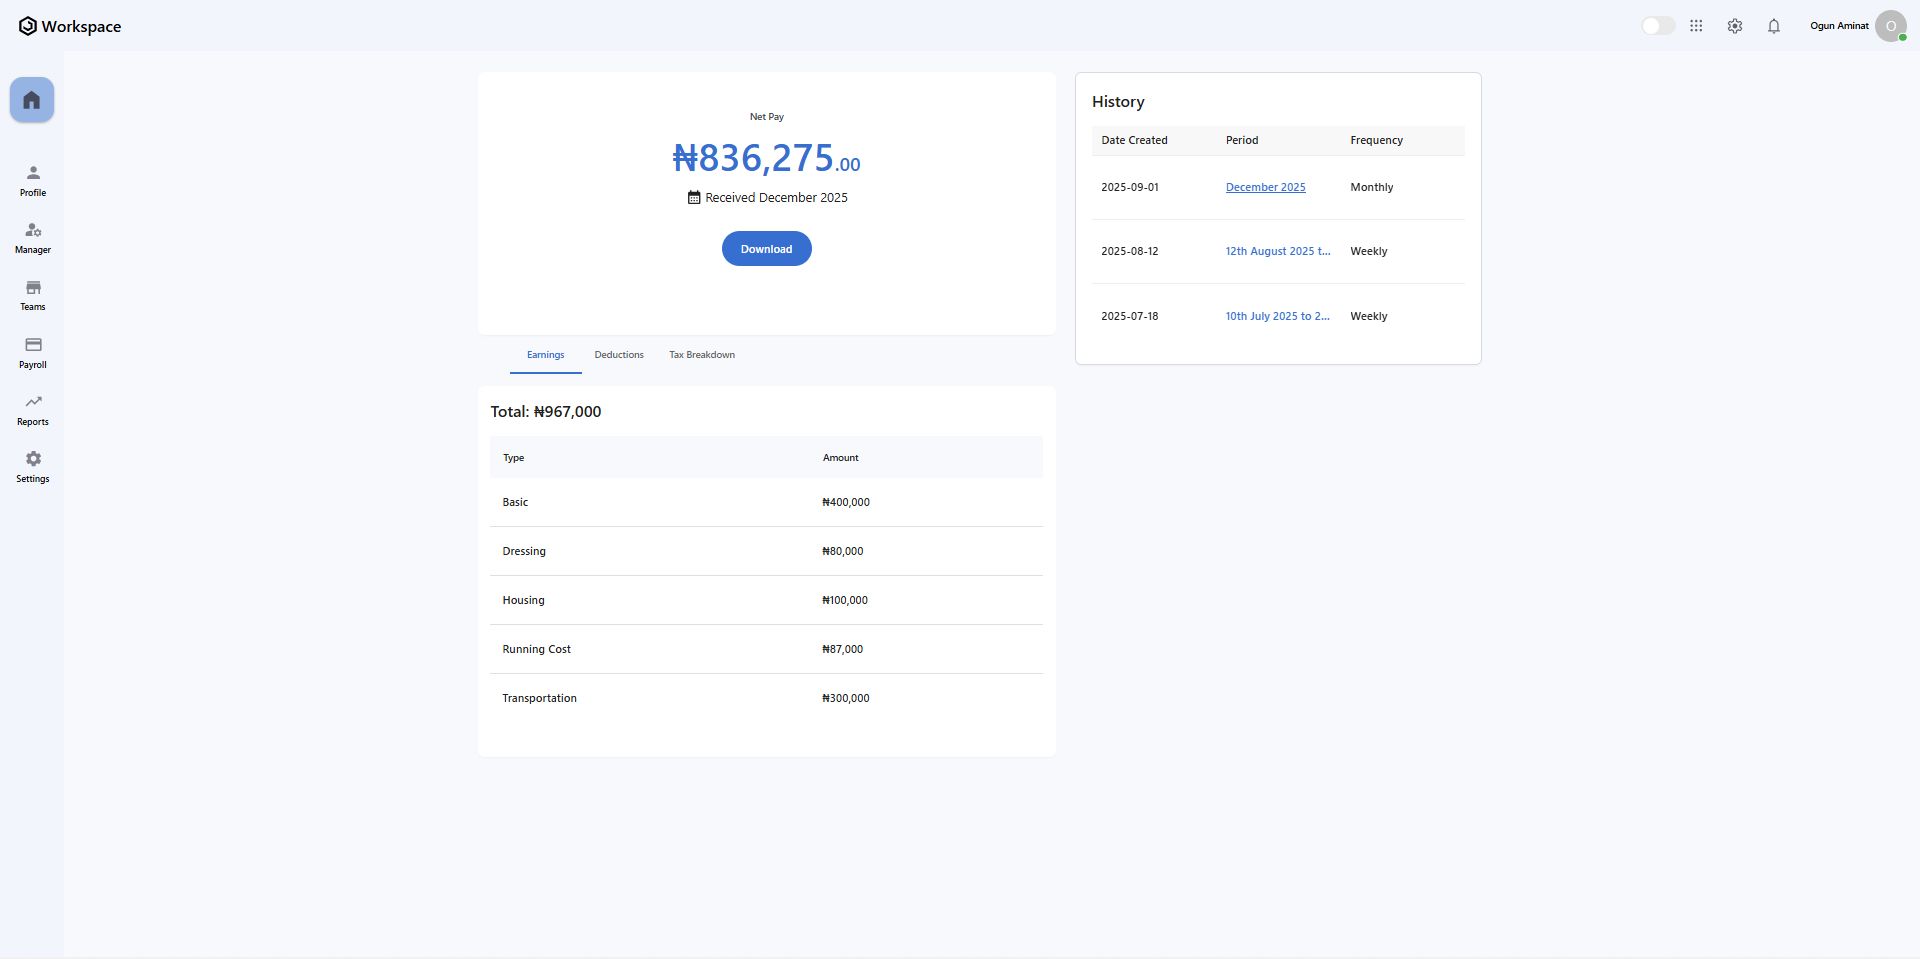 Workspace
Ogun Aminat O
Profile
Manager
Teams
Payroll
Reports
Settings
Net Pay
₦836,275.00
Received December 2025
Download
Earnings Deductions Tax Breakdown
Total: ₦967,000
Type Amount
Basic ₦400,000
Dressing ₦80,000
Housing ₦100,000
Running Cost ₦87,000
Transportation ₦300,000
History
Date Created Period Frequency
2025-09-01 December 2025 Monthly
2025-08-12 12th August 2025 t... Weekly
2025-07-18 10th July 2025 to 2... Weekly